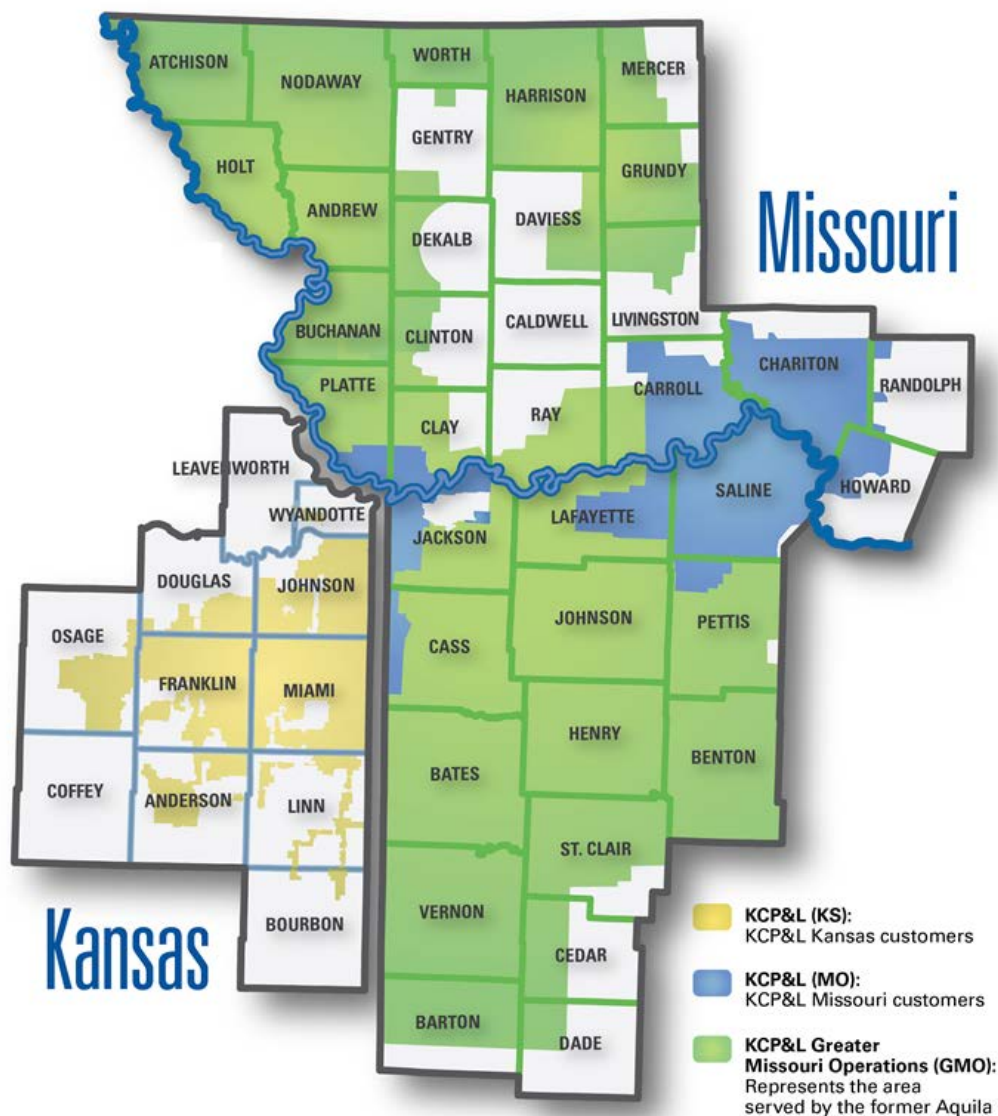 ATCHISON
NODAWAY
WORTH
HARRISON
MERCER
GENTRY
HOLT
GRUNDY
ANDREW
DAVIESS
DEKALB
Missouri
BUCHANAN
CLINTON
CALDWELL
LIVINGSTON
CHARITON
PLATTE
CARROLL
RANDOLPH
CLAY
RAY
LEAVENWORTH
SALINE
HOWARD
WYANDOTTE
LAFAYETTE
JACKSON
DOUGLAS
JOHNSON
OSAGE
CASS
JOHNSON
PETTIS
FRANKLIN
MIAMI
HENRY
BENTON
BATES
COFFEY
ANDERSON
LINN
ST. CLAIR
VERNON
BOURBON
Kansas
CEDAR
BARTON
DADE
KCP&L (KS):
KCP&L Kansas customers
KCP&L (MO):
KCP&L Missouri customers
KCP&L Greater
Missouri Operations (GMO):
Represents the area
served by the former Aquila